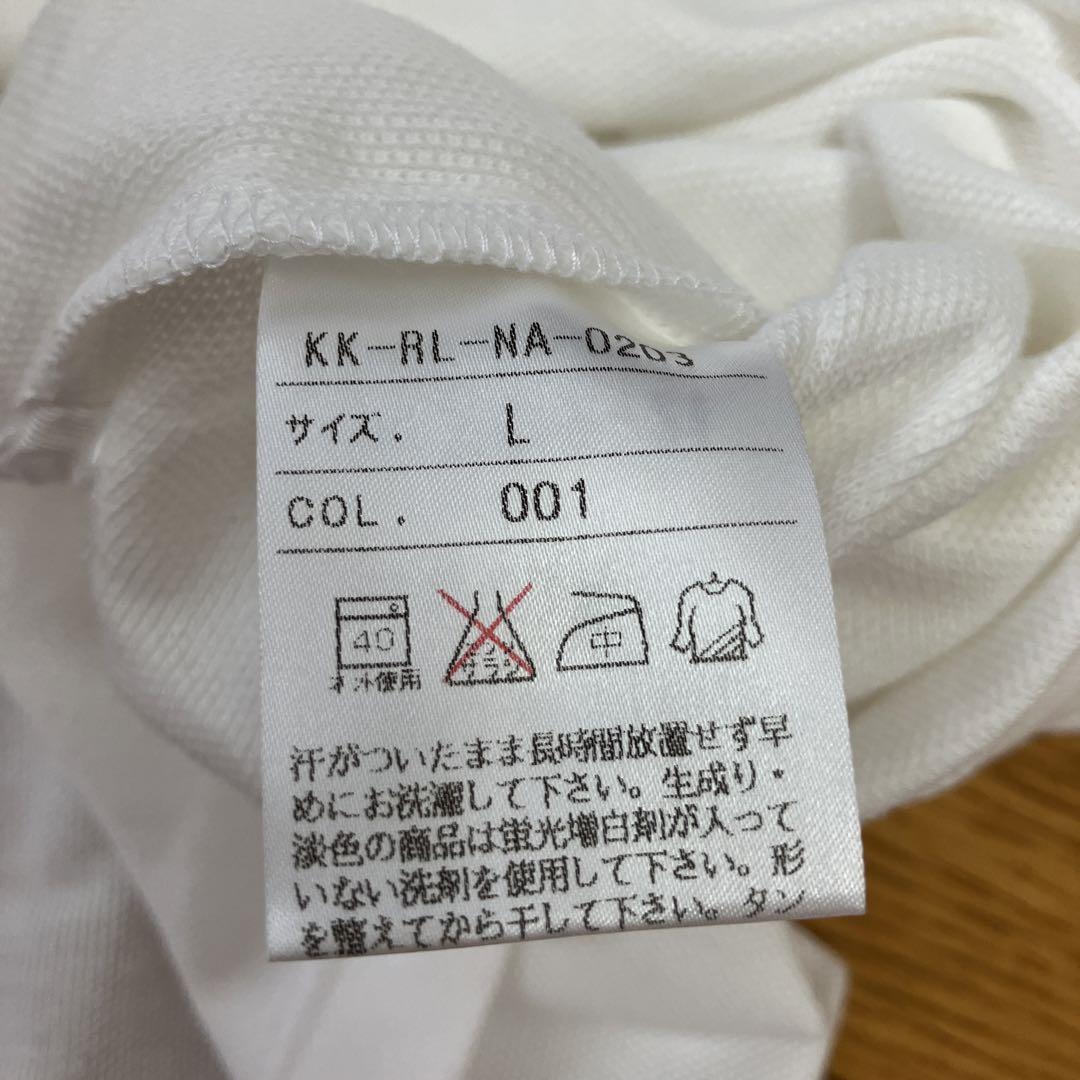 KK-RL-NA-0203
サイズ. L
COL. 001
40 中
ネット使用 エンソサラシ
汗がついたまま長時間放置せず早
めにお洗濯して下さい。生成り・
淡色の商品は蛍光増白剤が入って
いない洗剤を使用して下さい。形
を整えてから干して下さい。タン